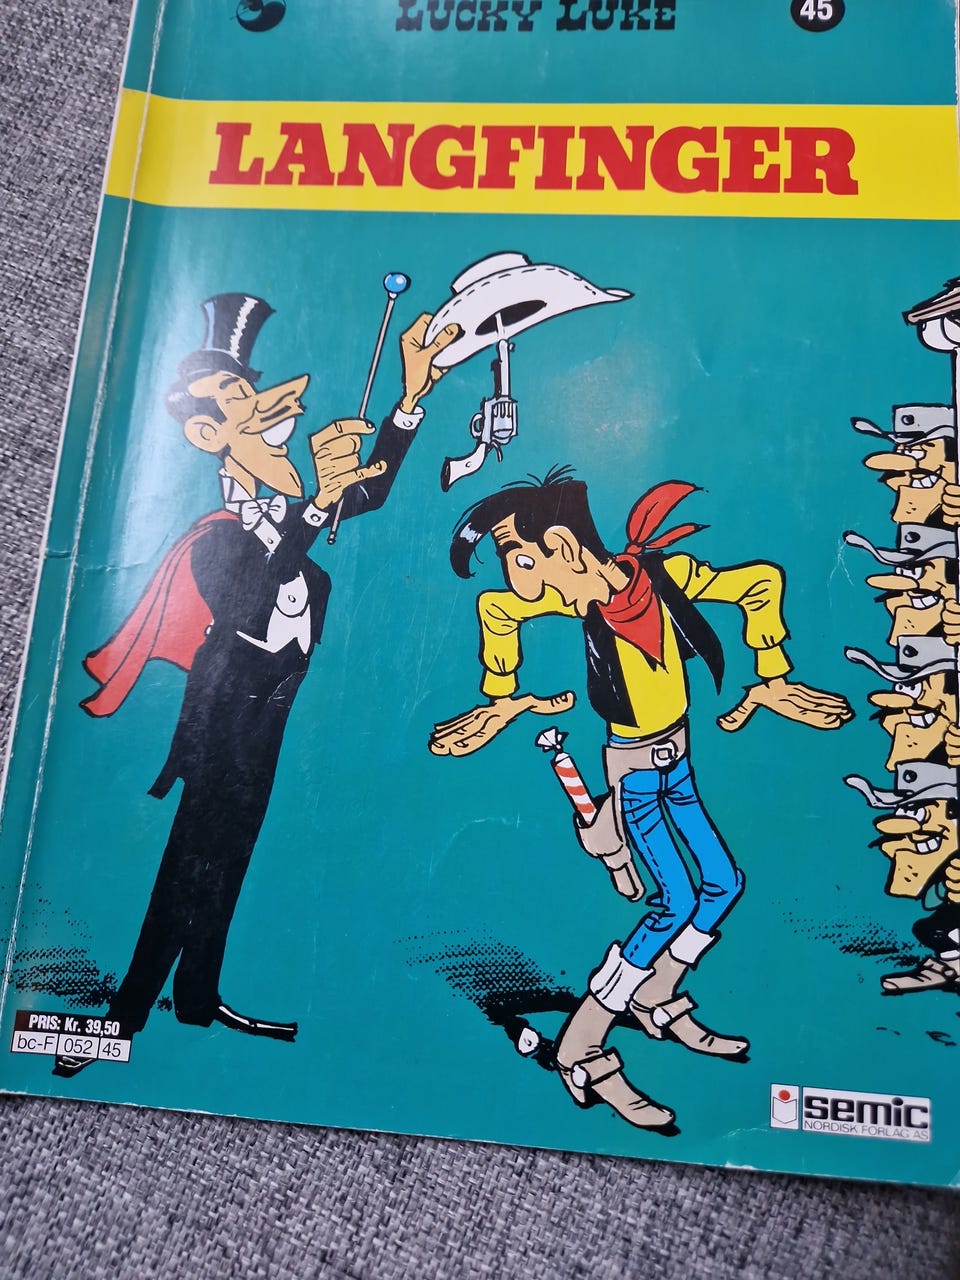 LUCKY LUKE
45
LANGFINGER
PRIS: Kr. 39,50
bc-F 052 45
semic
NORDISK FORLAG AS